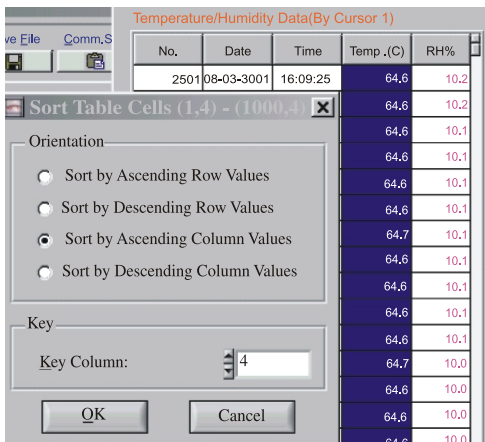 Temperature/Humidity Data(By Cursor 1)
ve File Comm.S
No. Date Time Temp .(C) RH%
2501 08-03-3001 16:09:25 64.6 10.2
64.6 10.2
64.6 10.1
64.6 10.1
64.6 10.1
64.6 10.1
64.7 10.1
64.6 10.1
64.6 10.1
64.6 10.1
64.6 10.1
64.7 10.0
64.6 10.0
64.6 10.0
64.6 10.0
Sort Table Cells (1,4) - (1000,4)
Orientation
Sort by Ascending Row Values
Sort by Descending Row Values
Sort by Ascending Column Values
Sort by Descending Column Values
Key
Key Column: 4
OK Cancel